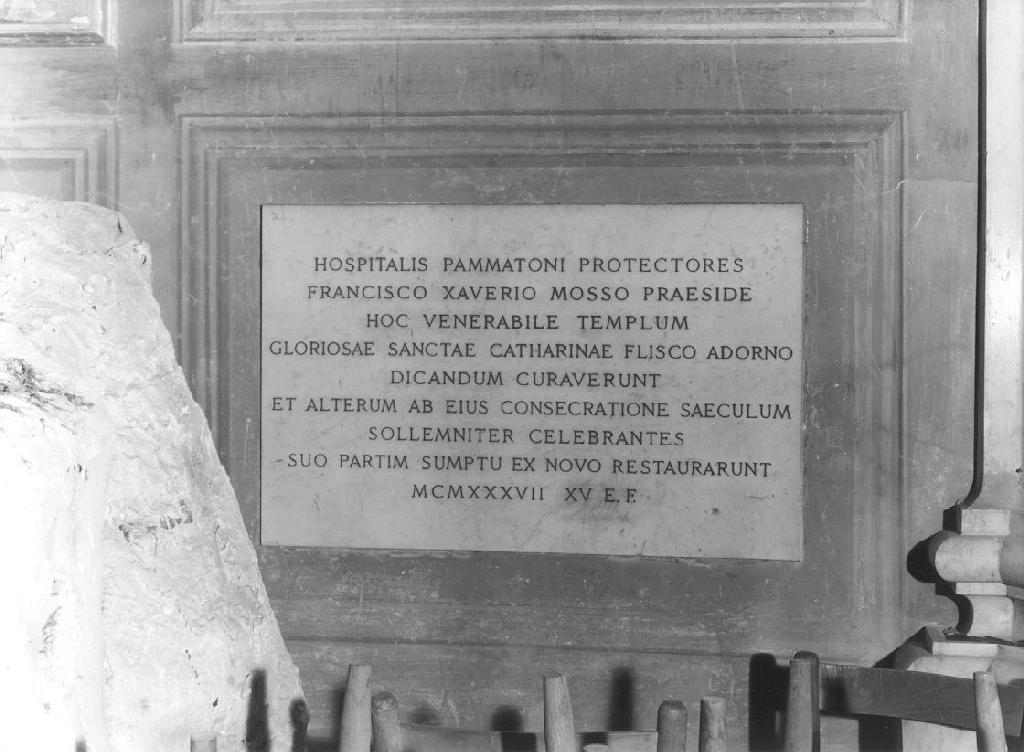 HOSPITALIS PAMMATONI PROTECTORES
FRANCISCO XAVERIO MOSSO PRAESIDE
HOC VENERABILE TEMPLUM
GLORIOSAE SANCTAE CATHARINAE FLISCO ADORNO
DICANDUM CURAVERUNT
ET ALTERUM AB EIUS CONSECRATIONE SAECULUM
SOLLEMNITER CELEBRANTES
SUO PARTIM SUMPTU EX NOVO RESTAURARUNT
MCMXXXVII XV E.F.